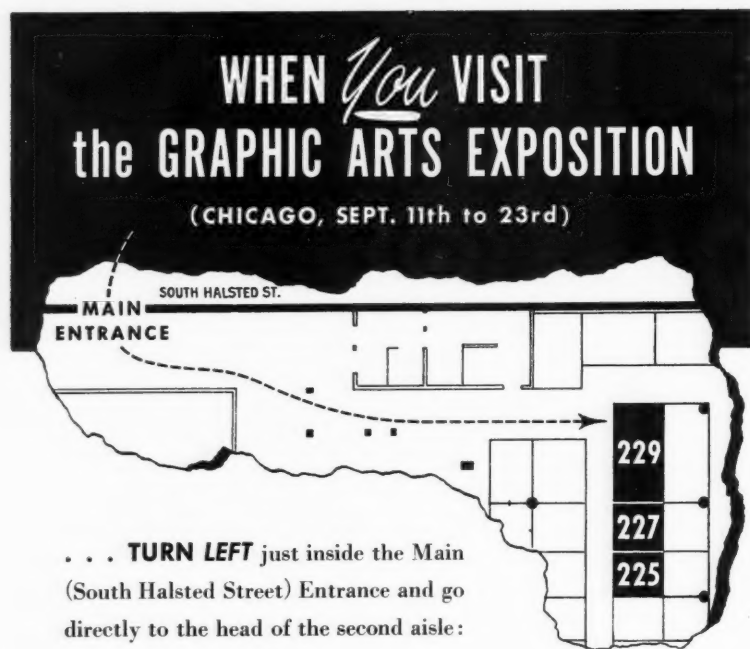 WHEN You VISIT
the GRAPHIC ARTS EXPOSITION
(CHICAGO, SEPT. 11th to 23rd)
SOUTH HALSTED ST.
MAIN
ENTRANCE
229
227
225
. . . TURN LEFT just inside the Main
(South Halsted Street) Entrance and go
directly to the head of the second aisle: